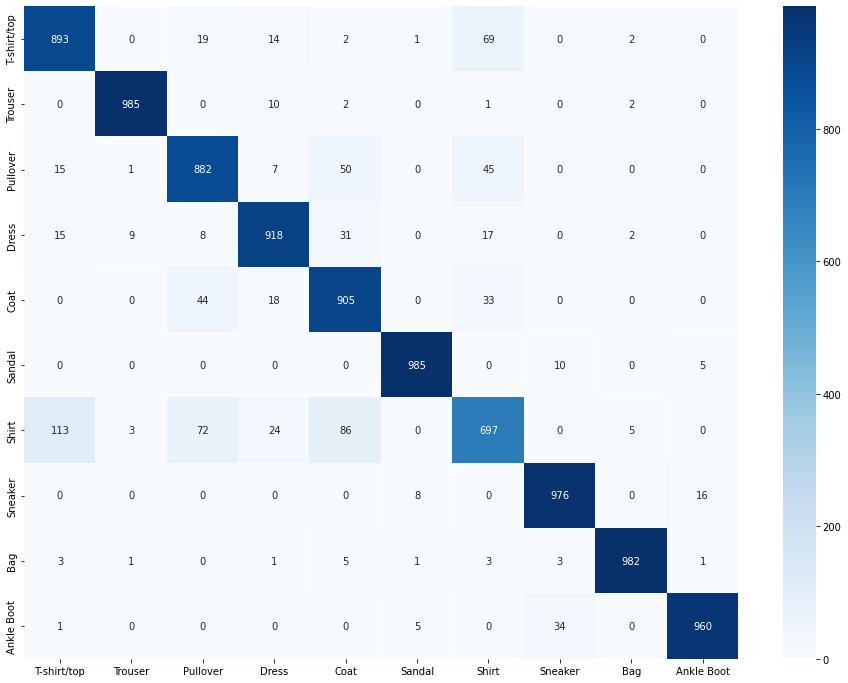 T-shirt/top 893 0 19 14 2 1 69 0 2 0
Trouser 0 985 0 10 2 0 1 0 2 0
Pullover 15 1 882 7 50 0 45 0 0 0
Dress 15 9 8 918 31 0 17 0 2 0
Coat 0 0 44 18 905 0 33 0 0 0
Sandal 0 0 0 0 0 985 0 10 0 5
Shirt 113 3 72 24 86 0 697 0 5 0
Sneaker 0 0 0 0 0 8 0 976 0 16
Bag 3 1 0 1 5 1 3 3 982 1
Ankle Boot 1 0 0 0 0 5 0 34 0 960
T-shirt/top Trouser Pullover Dress Coat Sandal Shirt Sneaker Bag Ankle Boot
800
600
400
200
0